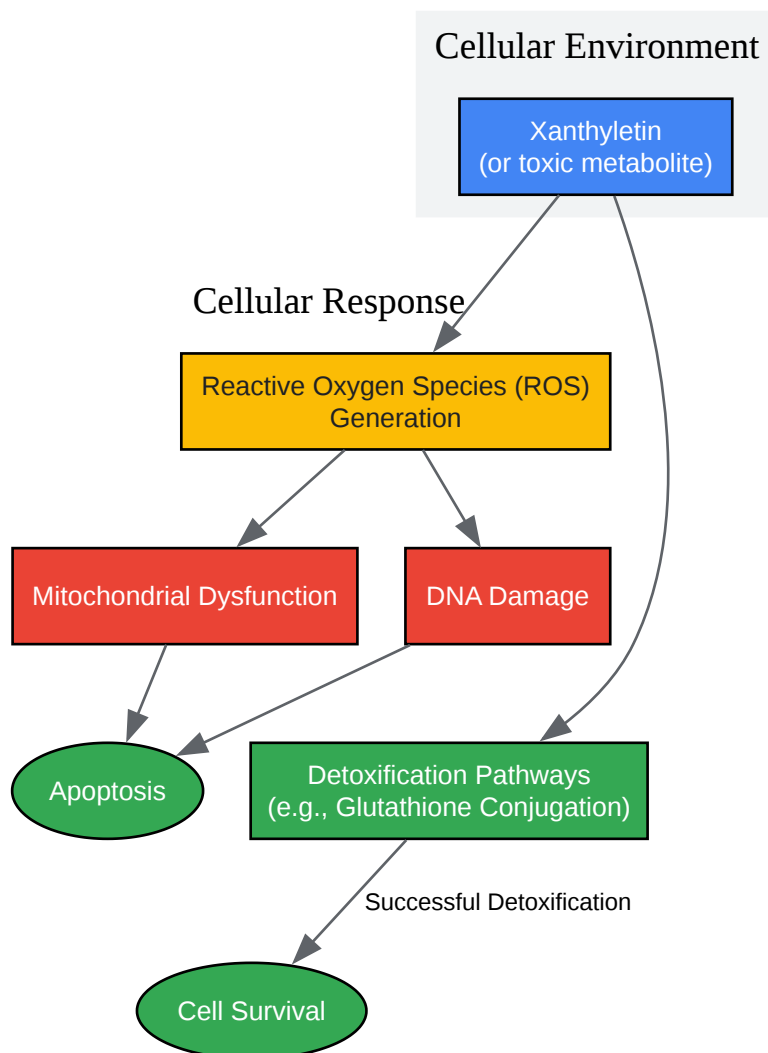 Cellular Environment
Xanthyletin
(or toxic metabolite)
Cellular Response
Reactive Oxygen Species (ROS)
Generation
Mitochondrial Dysfunction
DNA Damage
Apoptosis
Detoxification Pathways
(e.g., Glutathione Conjugation)
Successful Detoxification
Cell Survival